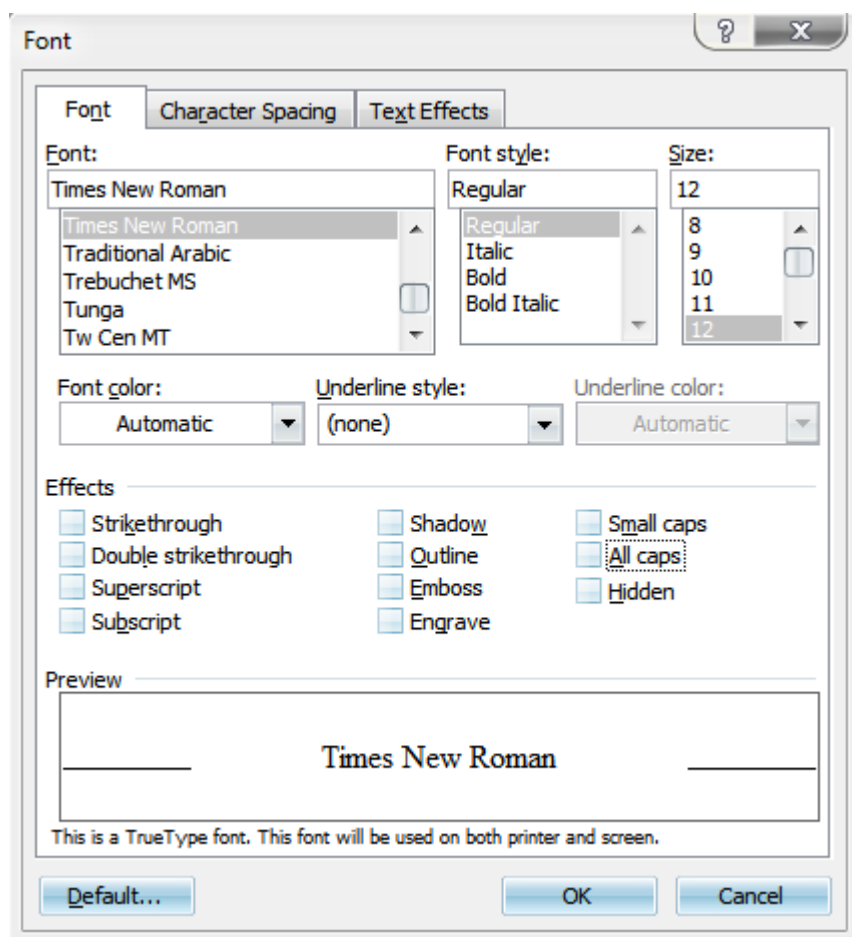 Font
? X
Font Character Spacing Text Effects
Font: Font style: Size:
Times New Roman Regular 12
Times New Roman Regular 8
Traditional Arabic Italic 9
Trebuchet MS Bold 10
Tunga Bold Italic 11
Tw Cen MT 12
Font color: Underline style: Underline color:
Automatic (none) Automatic
Effects
Strikethrough Shadow Small caps
Double strikethrough Outline All caps
Superscript Emboss Hidden
Subscript Engrave
Preview
Times New Roman
This is a TrueType font. This font will be used on both printer and screen.
Default... OK Cancel